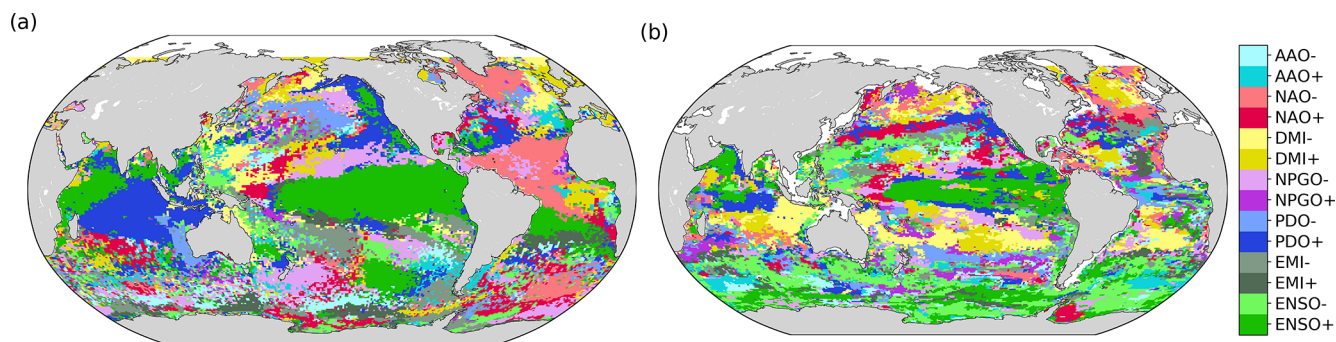 (a)
(b)
AAO-
AAO+
NAO-
NAO+
DMI-
DMI+
NPGO-
NPGO+
PDO-
PDO+
EMI-
EMI+
ENSO-
ENSO+